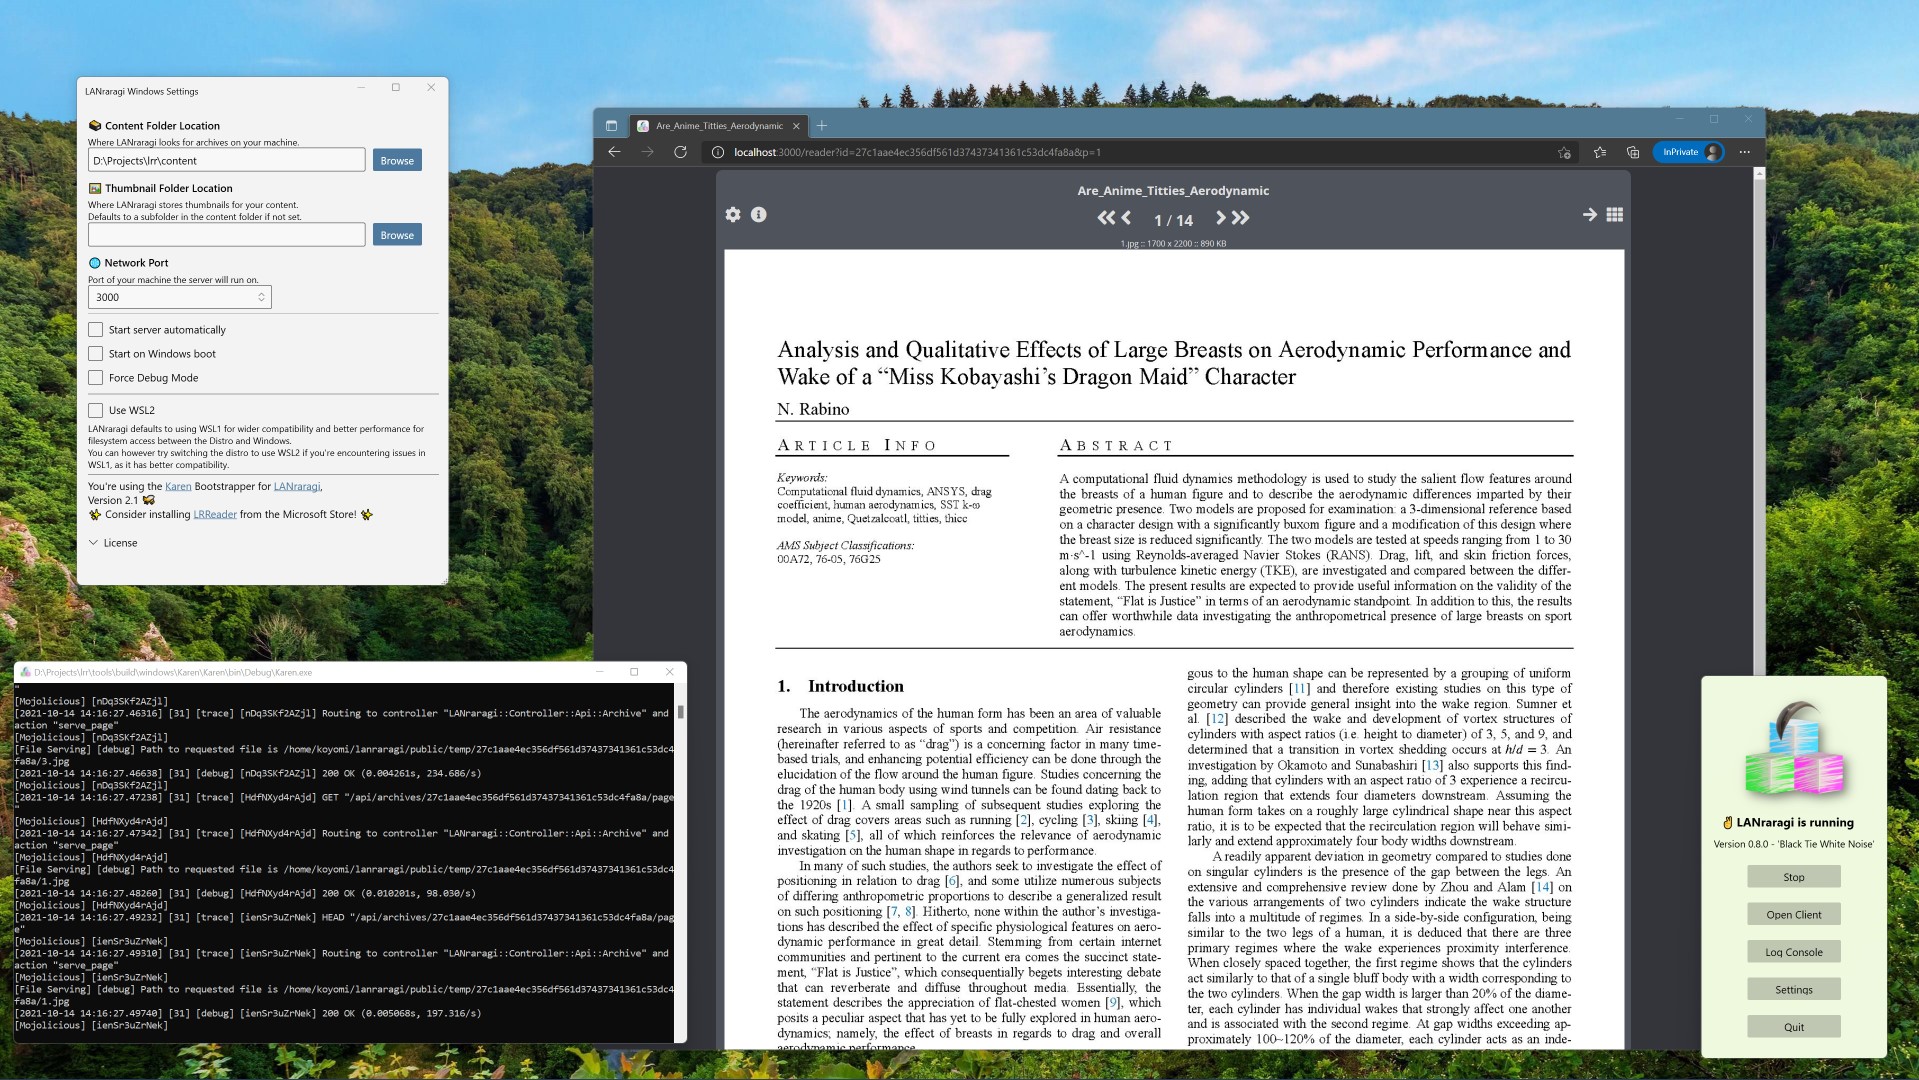 LANraragi Windows Settings
Content Folder Location
Where LANraragi looks for archives on your machine.
D:\Projects\lrr\content
Browse
Thumbnail Folder Location
Where LANraragi stores thumbnails for your content.
Defaults to a subfolder in the content folder if not set.
Browse
Network Port
Port of your machine the server will run on.
3000
Start server automatically
Start on Windows boot
Force Debug Mode
Use WSL2
LANraragi defaults to using WSL1 for wider compatibility and better performance for
filesystem access between the Distro and Windows.
You can however try switching the distro to use WSL2 if you're encountering issues in
WSL1, as it has better compatibility.
You're using the Karen Bootstrapper for LANraragi,
Version 2.1
Consider installing LRReader from the Microsoft Store!
License
D:\Projects\lrr\tools\build\windows\Karen\Karen\bin\Debug\Karen.exe
"
[Mojolicious] [nDq3SKf2AZjl]
[2021-10-14 14:16:27.46316] [31] [trace] [nDq3SKf2AZjl] Routing to controller "LANraragi::Controller::Api::Archive" and
action "serve_page"
[Mojolicious] [nDq3SKf2AZjl]
[File Serving] [debug] Path to requested file is /home/koyomi/lanraragi/public/temp/27c1aae4ec356df561d37437341361c53dc4
fa8a/3.jpg
[2021-10-14 14:16:27.46638] [31] [debug] [nDq3SKf2AZjl] 200 OK (0.004261s, 234.686/s)
[Mojolicious] [nDq3SKf2AZjl]
[2021-10-14 14:16:27.47238] [31] [trace] [HdfNXyd4rAjd] GET "/api/archives/27c1aae4ec356df561d37437341361c53dc4fa8a/page
"
[Mojolicious] [HdfNXyd4rAjd]
[2021-10-14 14:16:27.47342] [31] [trace] [HdfNXyd4rAjd] Routing to controller "LANraragi::Controller::Api::Archive" and
action "serve_page"
[Mojolicious] [HdfNXyd4rAjd]
[File Serving] [debug] Path to requested file is /home/koyomi/lanraragi/public/temp/27c1aae4ec356df561d37437341361c53dc4
fa8a/1.jpg
[2021-10-14 14:16:27.48260] [31] [debug] [HdfNXyd4rAjd] 200 OK (0.010201s, 98.030/s)
[Mojolicious] [HdfNXyd4rAjd]
[2021-10-14 14:16:27.49232] [31] [trace] [ienSr3uZrNek] HEAD "/api/archives/27c1aae4ec356df561d37437341361c53dc4fa8a/pag
e"
[Mojolicious] [ienSr3uZrNek]
[2021-10-14 14:16:27.49310] [31] [trace] [ienSr3uZrNek] Routing to controller "LANraragi::Controller::Api::Archive" and
action "serve_page"
[Mojolicious] [ienSr3uZrNek]
[File Serving] [debug] Path to requested file is /home/koyomi/lanraragi/public/temp/27c1aae4ec356df561d37437341361c53dc4
fa8a/1.jpg
[2021-10-14 14:16:27.49740] [31] [debug] [ienSr3uZrNek] 200 OK (0.005068s, 197.316/s)
[Mojolicious] [ienSr3uZrNek]
Are_Anime_Titties_Aerodynamic
localhost:3000/reader?id=27c1aae4ec356df561d37437341361c53dc4fa8a&p=1
InPrivate
Are_Anime_Titties_Aerodynamic
1 / 14
1.jpg :: 1700 x 2200 :: 890 KB
Analysis and Qualitative Effects of Large Breasts on Aerodynamic Performance and
Wake of a “Miss Kobayashi’s Dragon Maid” Character
N. Rabino
ARTICLE INFO
Keywords:
Computational fluid dynamics, ANSYS, drag
coefficient, human aerodynamics, SST k-ω
model, anime, Quetzalcoatl, titties, thicc
AMS Subject Classifications:
00A72, 76-05, 76G25
ABSTRACT
A computational fluid dynamics methodology is used to study the salient flow features around
the breasts of a human figure and to describe the aerodynamic differences imparted by their
geometric presence. Two models are proposed for examination: a 3-dimensional reference based
on a character design with a significantly buxom figure and a modification of this design where
the breast size is reduced significantly. The two models are tested at speeds ranging from 1 to 30
m·s^-1 using Reynolds-averaged Navier Stokes (RANS). Drag, lift, and skin friction forces,
along with turbulence kinetic energy (TKE), are investigated and compared between the differ-
ent models. The present results are expected to provide useful information on the validity of the
statement, “Flat is Justice” in terms of an aerodynamic standpoint. In addition to this, the results
can offer worthwhile data investigating the anthropometrical presence of large breasts on sport
aerodynamics.
1. Introduction
The aerodynamics of the human form has been an area of valuable
research in various aspects of sports and competition. Air resistance
(hereinafter referred to as “drag”) is a concerning factor in many time-
based trials, and enhancing potential efficiency can be done through the
elucidation of the flow around the human figure. Studies concerning the
drag of the human body using wind tunnels can be found dating back to
the 1920s [1]. A small sampling of subsequent studies exploring the
effect of drag covers areas such as running [2], cycling [3], skiing [4],
and skating [5], all of which reinforces the relevance of aerodynamic
investigation on the human shape in regards to performance.
In many of such studies, the authors seek to investigate the effect of
positioning in relation to drag [6], and some utilize numerous subjects
of differing anthropometric proportions to describe a generalized result
on such positioning [7, 8]. Hitherto, none within the author’s investiga-
tions has described the effect of specific physiological features on aero-
dynamic performance in great detail. Stemming from certain internet
communities and pertinent to the current era comes the succinct state-
ment, “Flat is Justice”, which consequentially begets interesting debate
that can reverberate and diffuse throughout media. Essentially, the
statement describes the appreciation of flat-chested women [9], which
posits a peculiar aspect that has yet to be fully explored in human aero-
dynamics; namely, the effect of breasts in regards to drag and overall
aerodynamic performance.
gous to the human shape can be represented by a grouping of uniform
circular cylinders [11] and therefore existing studies on this type of
geometry can provide general insight into the wake region. Sumner et
al. [12] described the wake and development of vortex structures of
cylinders with aspect ratios (i.e. height to diameter) of 3, 5, and 9, and
determined that a transition in vortex shedding occurs at h/d = 3. An
investigation by Okamoto and Sunabashiri [13] also supports this find-
ing, adding that cylinders with an aspect ratio of 3 experience a recircu-
lation region that extends four diameters downstream. Assuming the
human form takes on a roughly large cylindrical shape near this aspect
ratio, it is to be expected that the recirculation region will behave simi-
larly and extend approximately four body widths downstream.
A readily apparent deviation in geometry compared to studies done
on singular cylinders is the presence of the gap between the legs. An
extensive and comprehensive review done by Zhou and Alam [14] on
the various arrangements of two cylinders indicate the wake structure
falls into a multitude of regimes. In a side-by-side configuration, being
similar to the two legs of a human, it is deduced that there are three
primary regimes where the wake experiences proximity interference.
When closely spaced together, the first regime shows that the cylinders
act similarly to that of a single bluff body with a width corresponding to
the two cylinders. When the gap width is larger than 20% of the diame-
ter, each cylinder has individual wakes that strongly affect one another
and is associated with the second regime. At gap widths exceeding ap-
proximately 100~120% of the diameter, each cylinder acts as an inde-
LANraragi is running
Version 0.8.0 - 'Black Tie White Noise'
Stop
Open Client
Log Console
Settings
Quit